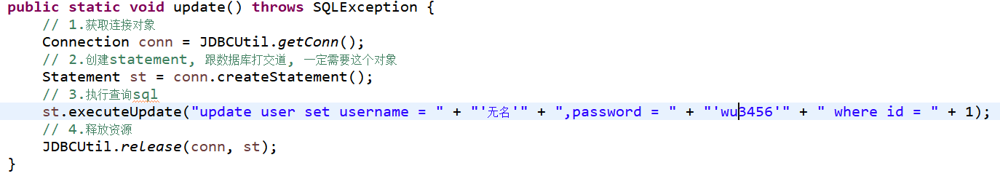 public static void update() throws SQLException {
// 1.获取连接对象
Connection conn = JDBCUtil.getConn();
// 2.创建statement, 跟数据库打交道, 一定需要这个对象
Statement st = conn.createStatement();
// 3.执行查询sql
st.executeUpdate("update user set username = " + "'无名'" + ",password = " + "'wu3456'" + " where id = " + 1);
// 4.释放资源
JDBCUtil.release(conn, st);
}